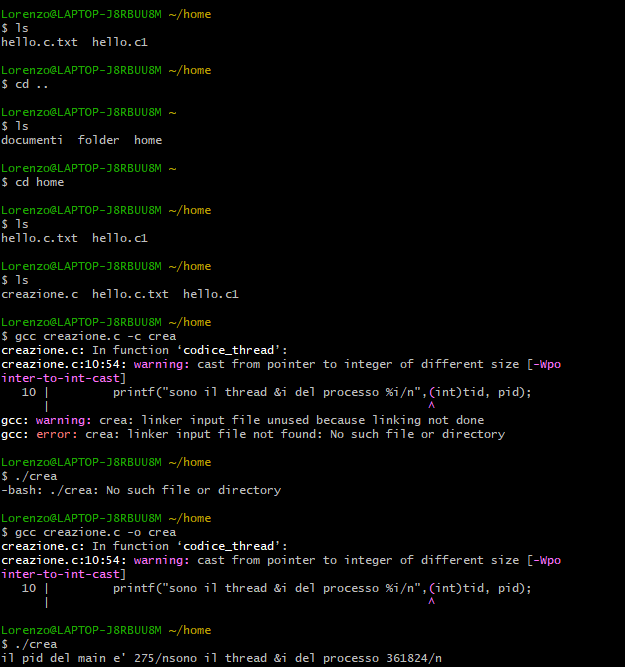 Lorenzo@LAPTOP-J8RBUU8M ~/home
$ ls
hello.c.txt  hello.c1
Lorenzo@LAPTOP-J8RBUU8M ~/home
$ cd ..
Lorenzo@LAPTOP-J8RBUU8M ~
$ ls
documenti  folder  home
Lorenzo@LAPTOP-J8RBUU8M ~
$ cd home
Lorenzo@LAPTOP-J8RBUU8M ~/home
$ ls
hello.c.txt  hello.c1
Lorenzo@LAPTOP-J8RBUU8M ~/home
$ ls
creazione.c  hello.c.txt  hello.c1
Lorenzo@LAPTOP-J8RBUU8M ~/home
$ gcc creazione.c -c crea
creazione.c: In function ‘codice_thread’:
creazione.c:10:54: warning: cast from pointer to integer of different size [-Wpo
inter-to-int-cast]
   10 |         printf("sono il thread &i del processo %i/n",(int)tid, pid);
      |                                                      ^
gcc: warning: crea: linker input file unused because linking not done
gcc: error: crea: linker input file not found: No such file or directory
Lorenzo@LAPTOP-J8RBUU8M ~/home
$ ./crea
-bash: ./crea: No such file or directory
Lorenzo@LAPTOP-J8RBUU8M ~/home
$ gcc creazione.c -o crea
creazione.c: In function ‘codice_thread’:
creazione.c:10:54: warning: cast from pointer to integer of different size [-Wpo
inter-to-int-cast]
   10 |         printf("sono il thread &i del processo %i/n",(int)tid, pid);
      |                                                      ^
Lorenzo@LAPTOP-J8RBUU8M ~/home
$ ./crea
il pid del main e' 275/nsono il thread &i del processo 361824/n